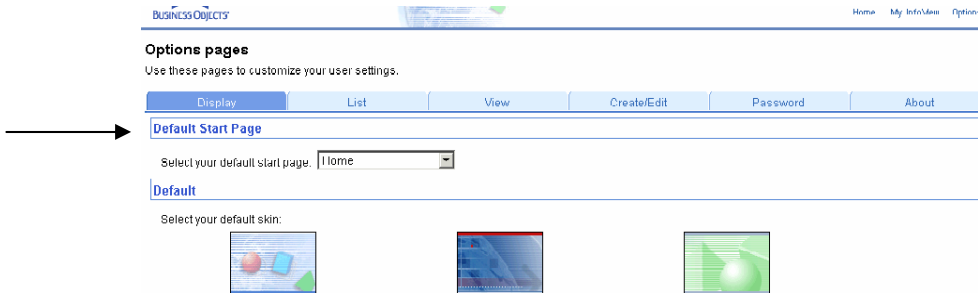 BUSINESS OBJECTS
Home My InfoView Options
Options pages
Use these pages to customize your user settings.
Display List View Create/Edit Password About
Default Start Page
Select your default start page. Home
Default
Select your default skin: